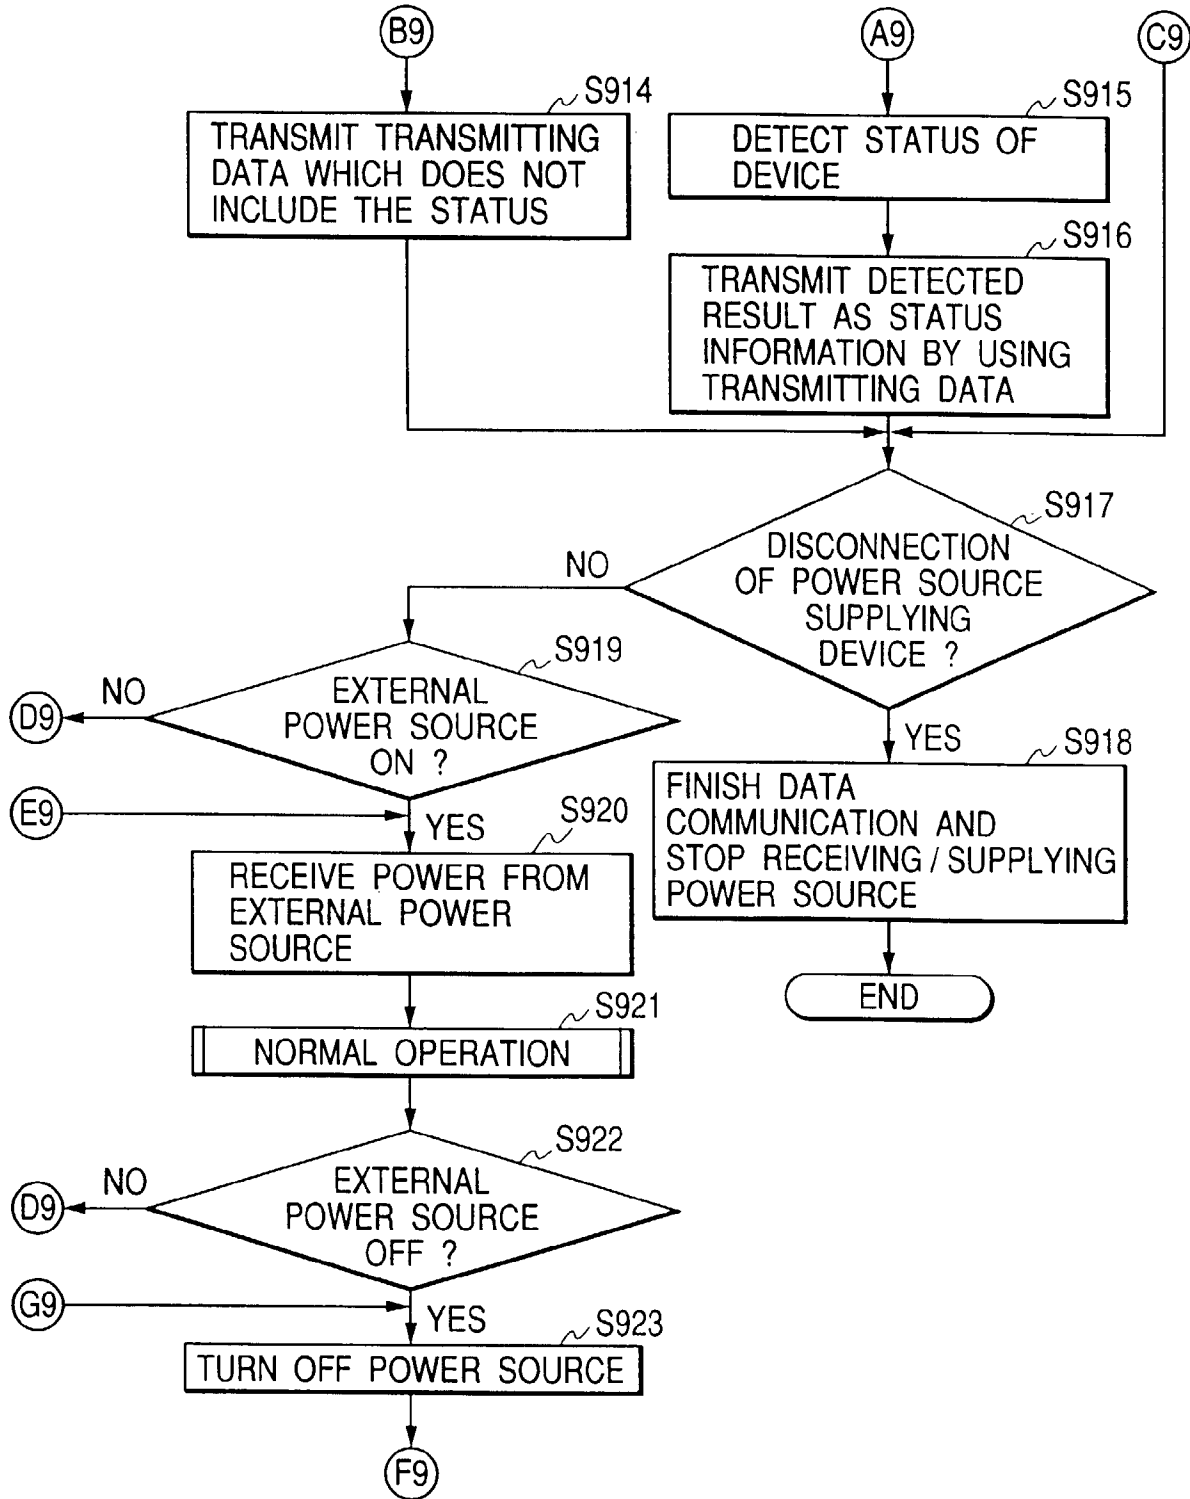 B9
A9
C9
S914
TRANSMIT TRANSMITTING
DATA WHICH DOES NOT
INCLUDE THE STATUS
S915
DETECT STATUS OF
DEVICE
S916
TRANSMIT DETECTED
RESULT AS STATUS
INFORMATION BY USING
TRANSMITTING DATA
S917
DISCONNECTION
OF POWER SOURCE
SUPPLYING
DEVICE ?
NO
YES
S918
FINISH DATA
COMMUNICATION AND
STOP RECEIVING / SUPPLYING
POWER SOURCE
END
S919
EXTERNAL
POWER SOURCE
ON ?
NO
D9
E9
YES
S920
RECEIVE POWER FROM
EXTERNAL POWER
SOURCE
S921
NORMAL OPERATION
S922
EXTERNAL
POWER SOURCE
OFF ?
NO
D9
G9
YES
S923
TURN OFF POWER SOURCE
F9